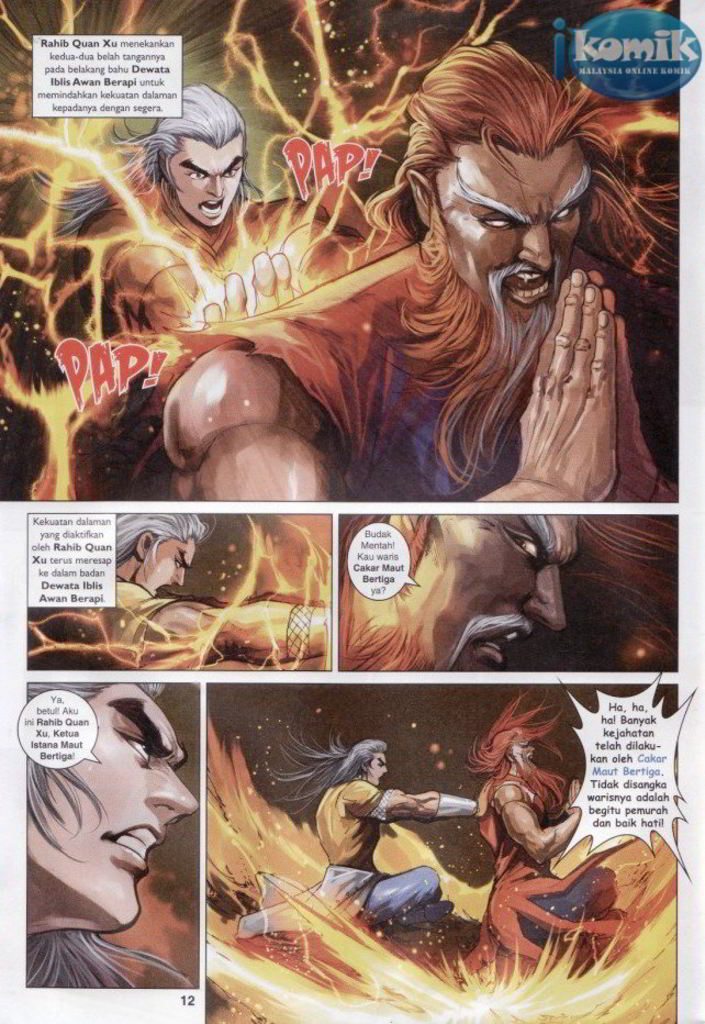 Rahib Quan Xu menekankan
kedua-dua belah tangannya
pada belakang bahu Dewata
Iblis Awan Berapi untuk
memindahkan kekuatan dalaman
kepadanya dengan segera.
ikomik
MALAYSIA ONLINE KOMIK
PAP!
PAP!
Kekuatan dalaman
yang diaktifkan
oleh Rahib Quan
Xu terus meresap
ke dalam badan
Dewata Iblis
Awan Berapi.
Budak
Mentah!
Kau waris
Cakar Maut
Bertiga
ya?
Ya,
betul! Aku
ini Rahib Quan
Xu, Ketua
Istana Maut
Bertiga!
Ha, ha,
ha! Banyak
kejahatan
telah dilaku-
kan oleh Cakar
Maut Bertiga.
Tidak disangka
warisnya adalah
begitu pemurah
dan baik hati!
12